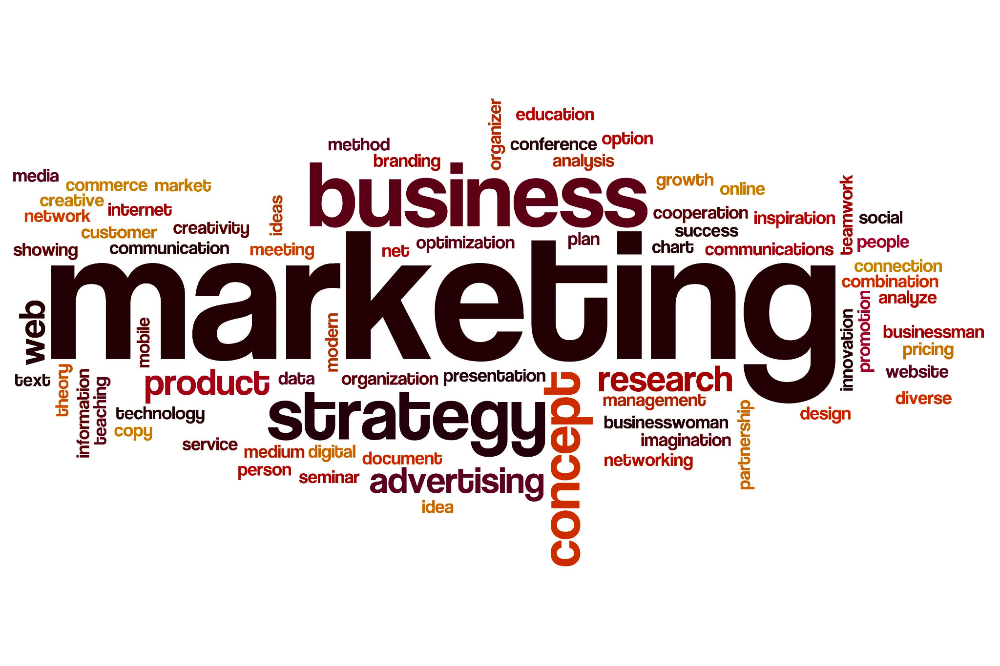 organizer
education
method
conference
option
branding
analysis
business
media
commerce
market
growth
online
teamwork
creative
network
internet
ideas
cooperation
inspiration
social
customer
creativity
success
people
showing
communication
meeting
net
optimization
plan
chart
communications
marketing
connection
combination
analyze
web
mobile
modern
innovation
promotion
businessman
pricing
website
text
theory
information
teaching
product
data
organization
presentation
concept
research
diverse
technology
copy
strategy
management
businesswoman
imagination
networking
partnership
design
service
medium
digital
document
person
seminar
advertising
idea